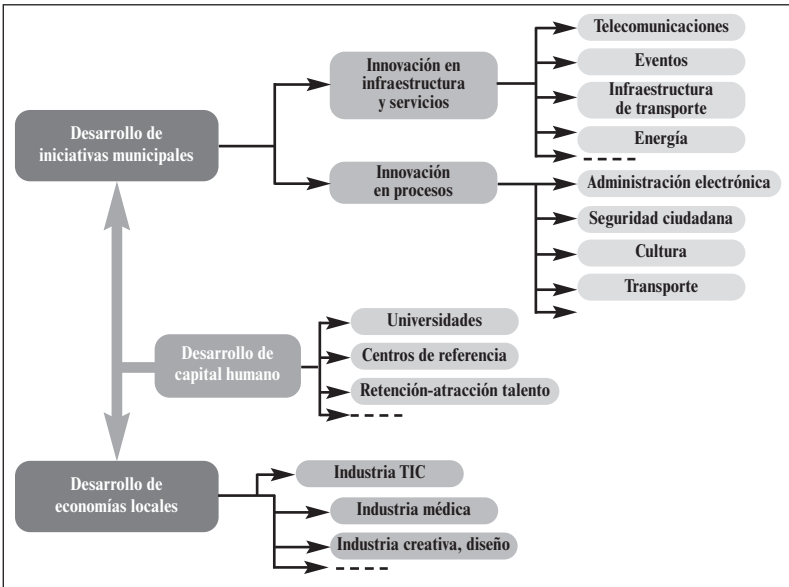 Desarrollo de
iniciativas municipales
Innovación en
infraestructura
y servicios
Telecomunicaciones
Eventos
Infraestructura
de transporte
Energía
Innovación
en procesos
Administración electrónica
Seguridad ciudadana
Cultura
Transporte
Desarrollo de
capital humano
Universidades
Centros de referencia
Retención-atracción talento
Desarrollo de
economías locales
Industria TIC
Industria médica
Industria creativa, diseño